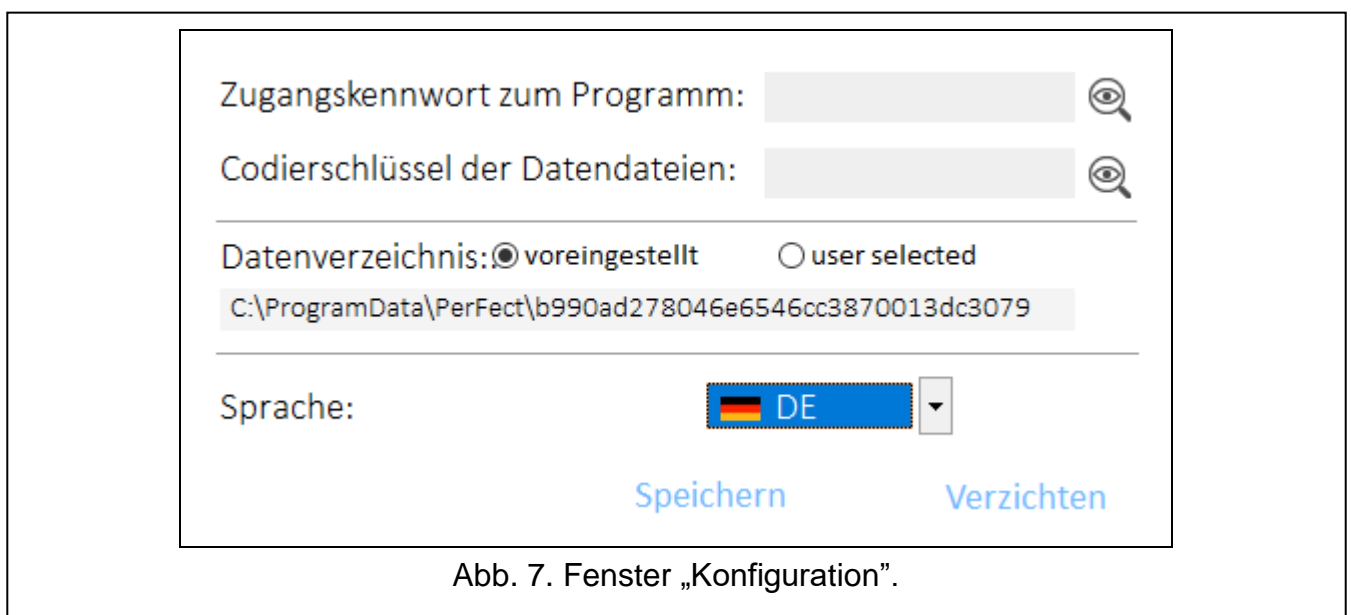 Zugangskennwort zum Programm:
Codierschlüssel der Datendateien:
Datenverzeichnis: voreingestellt user selected
C:\ProgramData\PerFect\b990ad278046e6546cc3870013dc3079
Sprache: DE
Speichern Verzichten
Abb. 7. Fenster „Konfiguration”.